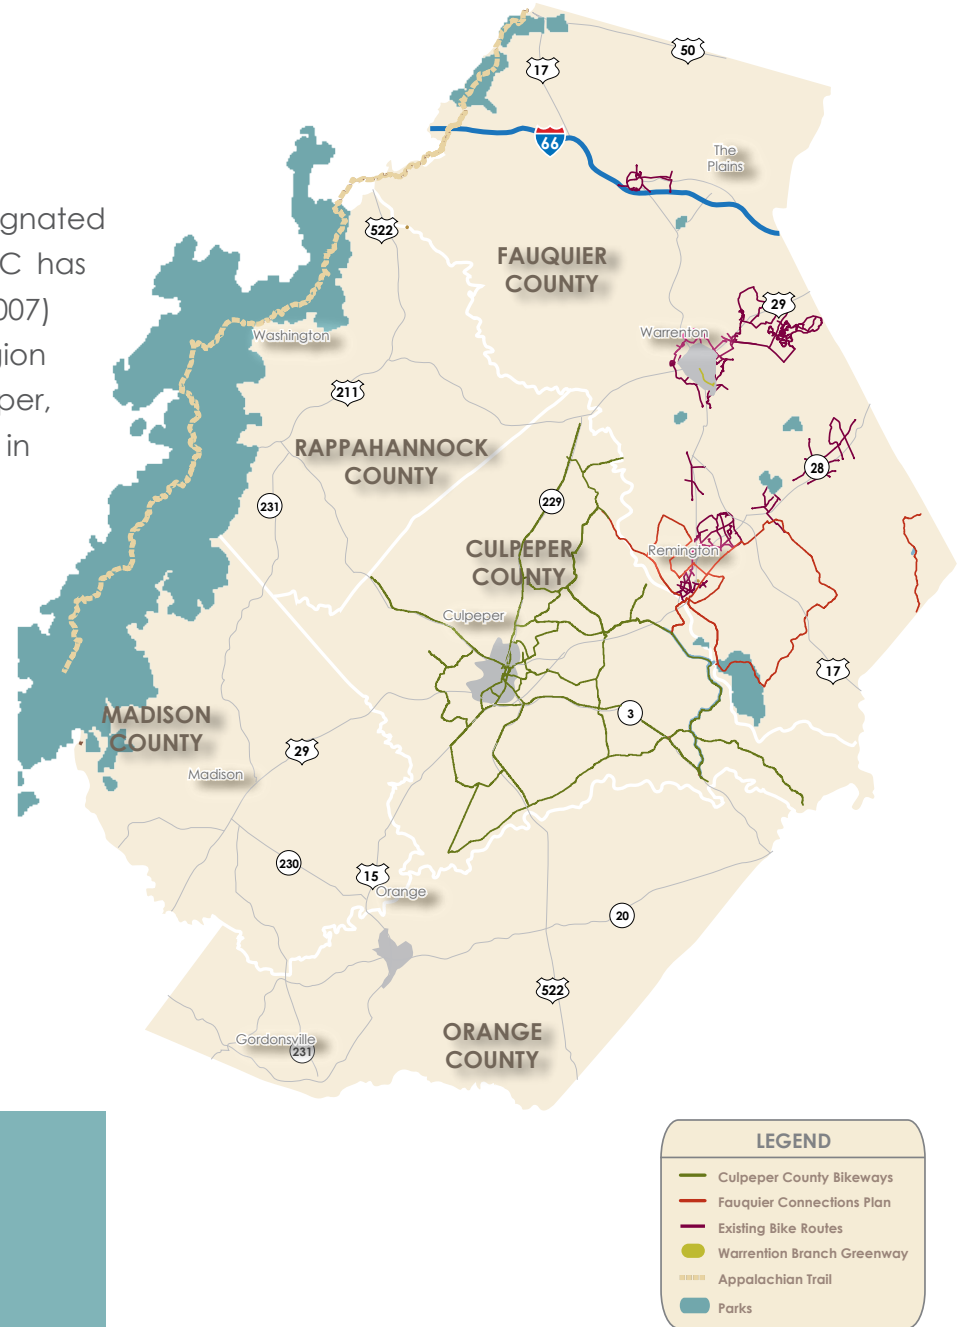 gnated
C has
007)
gion
per,
in
50
17
66
The
Plains
522
FAUQUIER
COUNTY
29
Washington
Warrenton
211
RAPPAHANNOCK
COUNTY
28
231
229
CULPEPER
COUNTY
Remington
Culpeper
17
MADISON
COUNTY
3
29
Madison
230
15
Orange
20
522
ORANGE
COUNTY
Gordonsville
231
LEGEND
Culpeper County Bikeways
Fauquier Connections Plan
Existing Bike Routes
Warrention Branch Greenway
Appalachian Trail
Parks